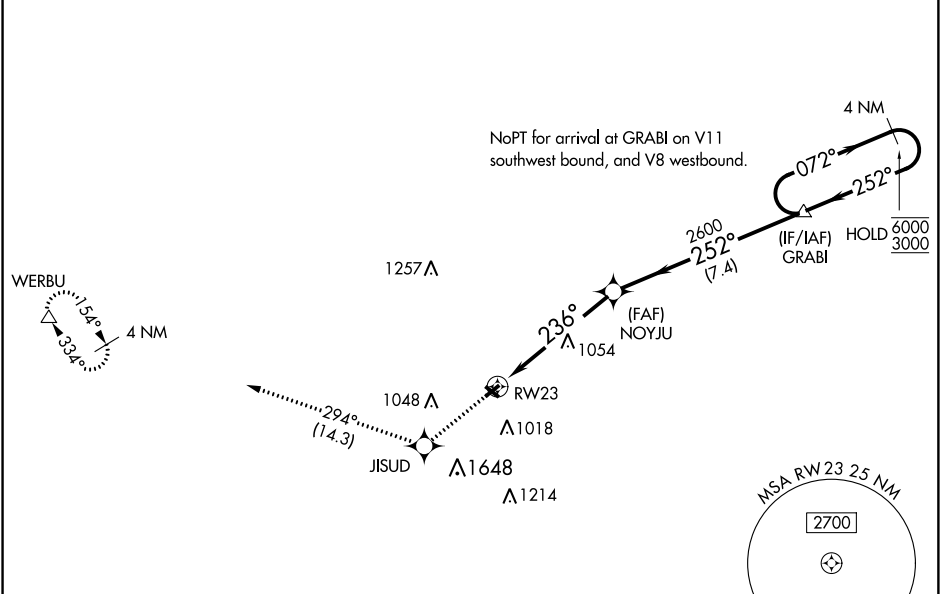 4 NM
NoPT for arrival at GRABI on V11
southwest bound, and V8 westbound.
072°
252°
HOLD 6000
3000
(IF/IAF)
GRABI
2600
252°
(7.4)
1257
WERBU
154°
334°
4 NM
(FAF)
NOYJU
236°
1054
RW23
1048
294°
(14.3)
1018
JISUD
1648
1214
MSA RW23 25 NM
2700